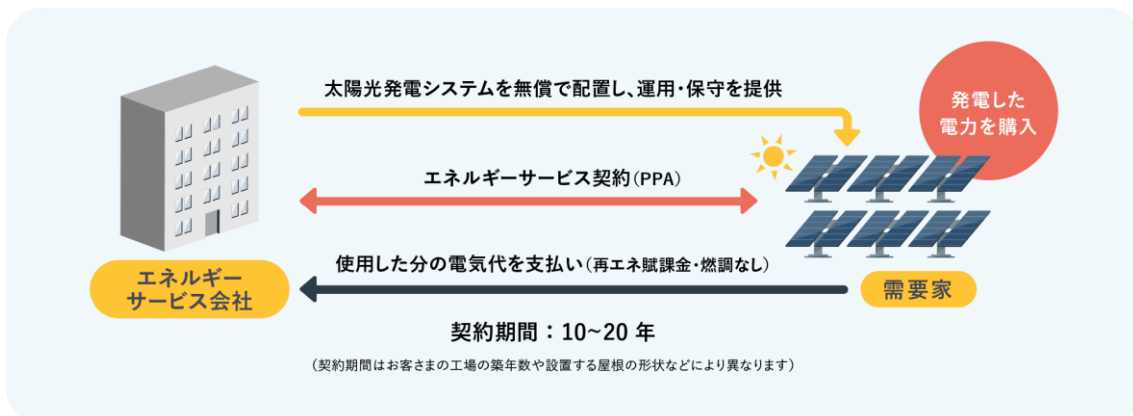 太陽光発電システムを無償で配置し、運用・保守を提供
発電した
電力を購入
エネルギーサービス契約(PPA)
使用した分の電気代を支払い(再エネ賦課金・燃調なし)
エネルギー
サービス会社
需要家
契約期間：10~20 年
(契約期間はお客さまの工場の築年数や設置する屋根の形状などにより異なります)